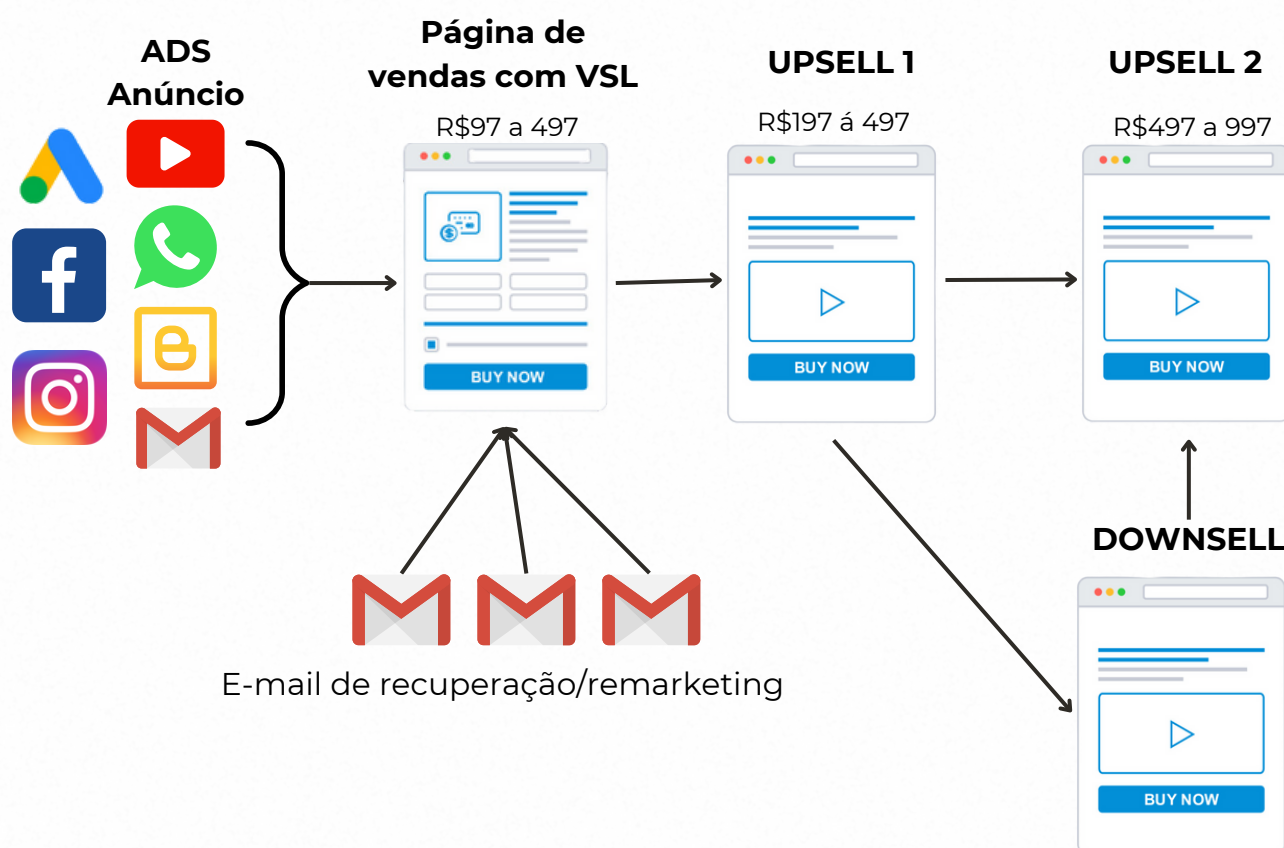 ADS
Anúncio
Página de
vendas com VSL
R$97 a 497
BUY NOW
UPSELL 1
R$197 á 497
BUY NOW
UPSELL 2
R$497 a 997
BUY NOW
E-mail de recuperação/remarketing
DOWNSELL
BUY NOW